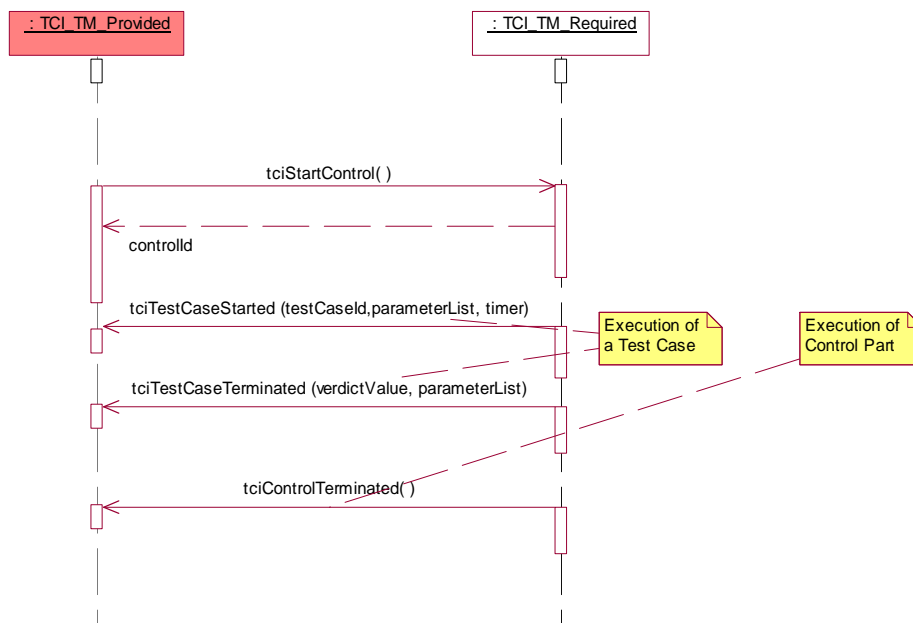 : TCI_TM_Provided
: TCI_TM_Required
tciStartControl( )
controlId
tciTestCaseStarted (testCaseId,parameterList, timer)
Execution of
a Test Case
Execution of
Control Part
tciTestCaseTerminated (verdictValue, parameterList)
tciControlTerminated( )